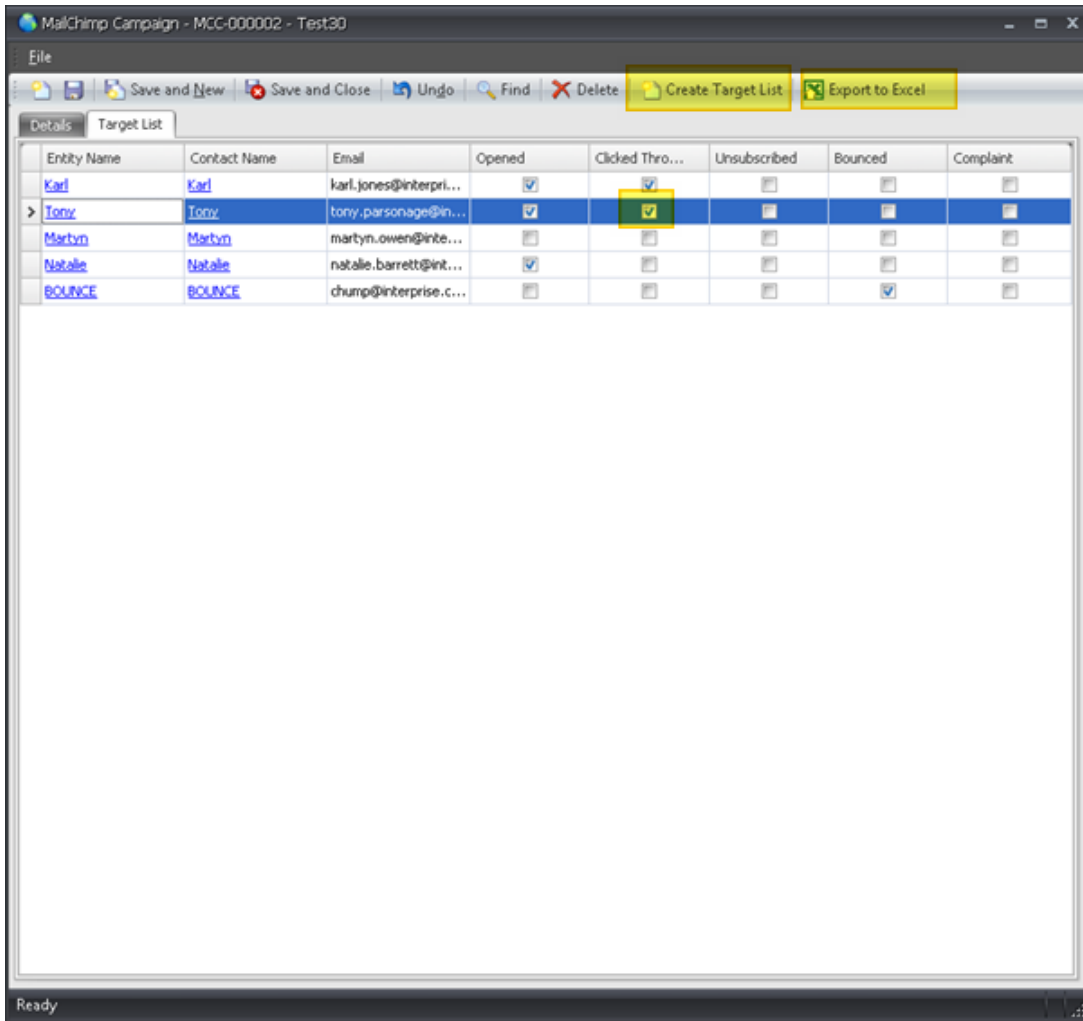 MailChimp Campaign - MCC-000002 - Test30
File
Save and New Save and Close Undo Find Delete Create Target List Export to Excel
Details Target List
Entity Name Contact Name Email Opened Clicked Thro... Unsubscribed Bounced Complaint
Karl Karl karl.jones@interpri...
Tony Tony tony.parsonage@in...
Martyn Martyn martyn.owen@inte...
Natalie Natalie natalie.barrett@int...
BOUNCE BOUNCE chump@interprise.c...
Ready